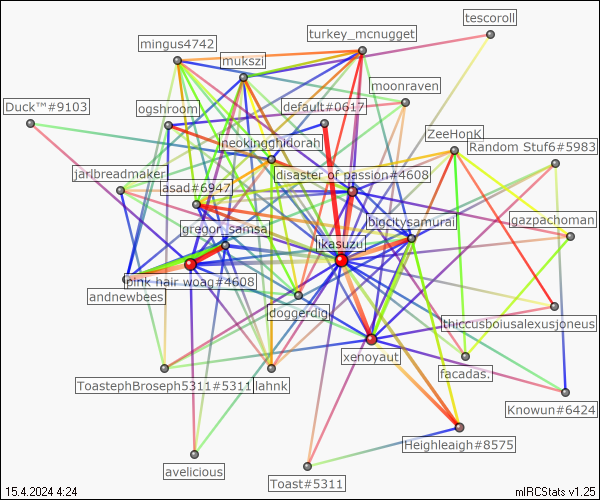 tescoroll
turkey_mcnugget
mingus4742
mukszi
moonraven
Duck™#9103
ogshroom
default#0617
ZeeHonK
neokinghidorah
Random Stuf6#5983
jarlbreadmaker
disaster of passion#4608
asad#6947
bigcitysamurai
gazpachoman
gregor_samsa
ikasuzu
pink hair woag#4608
andnewbees
doggerdig
thiccusboiusalexusjoneus
xenoyaut
facadas.
ToastephBroseph5311#5311
lahnk
Knowun#6424
Heighleaigh#8575
avelicious
Toast#5311
15.4.2024 4:24
mIRCStats v1.25